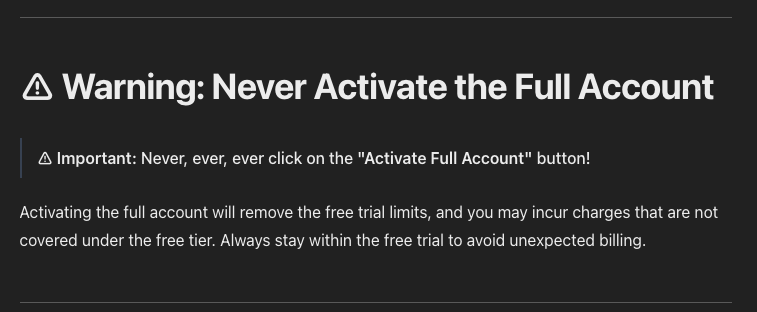 ⚠ Warning: Never Activate the Full Account
⚠ Important: Never, ever, ever click on the "Activate Full Account" button!
Activating the full account will remove the free trial limits, and you may incur charges that are not
covered under the free tier. Always stay within the free trial to avoid unexpected billing.